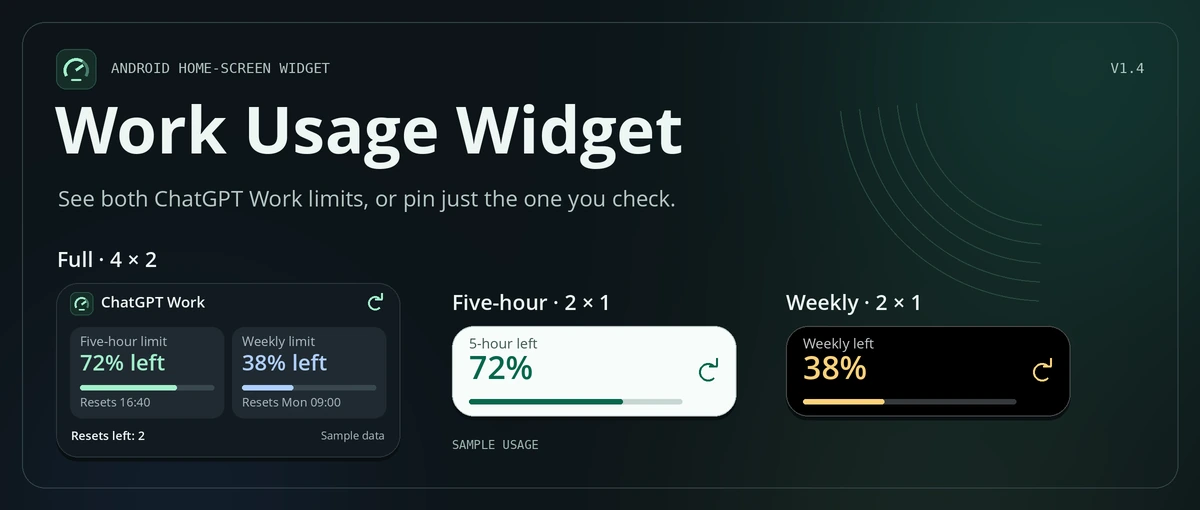 ANDROID HOME-SCREEN WIDGET
V1.4
Work Usage Widget
See both ChatGPT Work limits, or pin just the one you check.
Full · 4 × 2
ChatGPT Work
Five-hour limit
72% left
Resets 16:40
Weekly limit
38% left
Resets Mon 09:00
Resets left: 2
Sample data
Five-hour · 2 × 1
5-hour left
72%
SAMPLE USAGE
Weekly · 2 × 1
Weekly left
38%